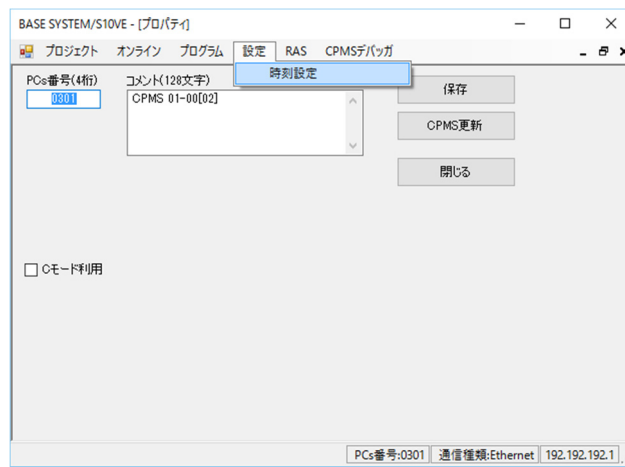 BASE SYSTEM/S10VE - [プロパティ]
プロジェクト オンライン プログラム 設定 RAS CPMSデバッガ
時刻設定
PCs番号(4桁) コメント(128文字)
0301 CPMS 01-00[02]
保存
CPMS更新
閉じる
Cモード利用
PCs番号:0301 通信種類:Ethernet 192.192.192.1